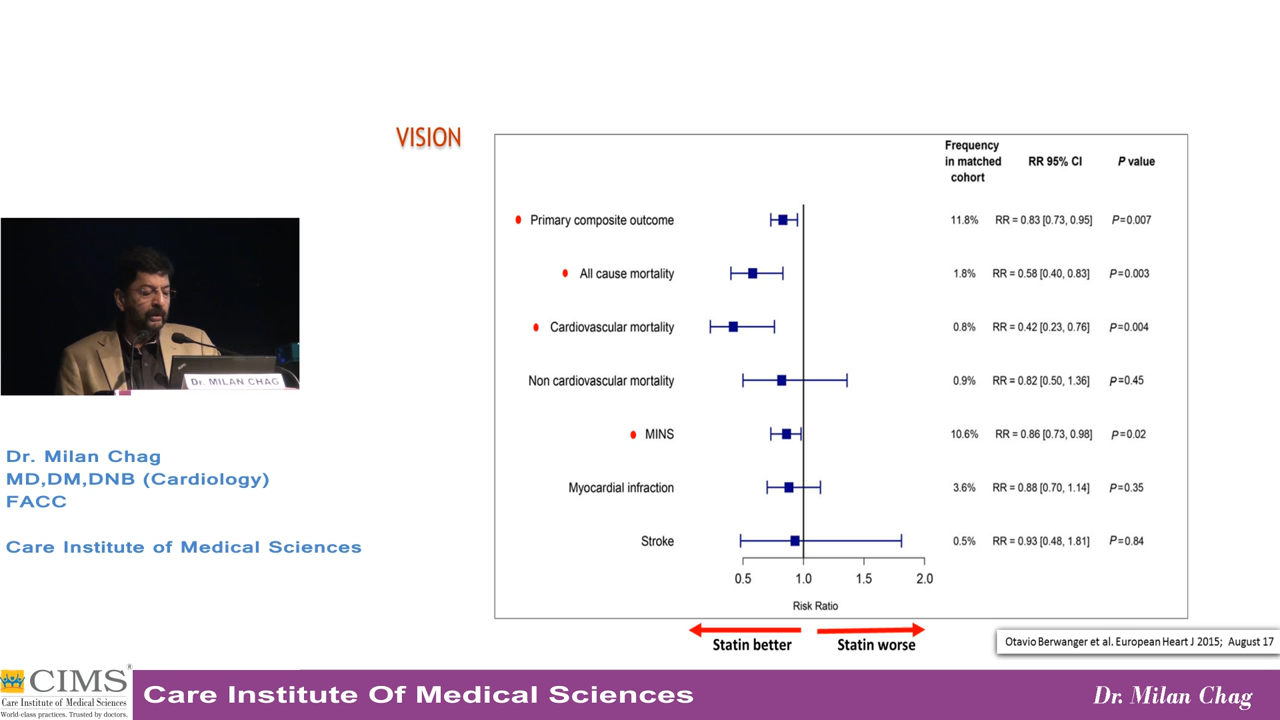 VISION
Frequency
in matched
cohort
RR 95% CI
P value
Primary composite outcome 11.8% RR = 0.83 [0.73, 0.95] P=0.007
All cause mortality 1.8% RR = 0.58 [0.40, 0.83] P=0.003
Cardiovascular mortality 0.8% RR = 0.42 [0.23, 0.76] P=0.004
Non cardiovascular mortality 0.9% RR = 0.82 [0.50, 1.36] P=0.45
MINS 10.6% RR = 0.86 [0.73, 0.98] P=0.02
Myocardial infraction 3.6% RR = 0.88 [0.70, 1.14] P=0.35
Stroke 0.5% RR = 0.93 [0.48, 1.81] P=0.84
0.5 1.0 1.5 2.0
Risk Ratio
Statin better Statin worse
Otavio Berwanger et al. European Heart J 2015; August 17
Dr. MILAN CHAG
Dr. Milan Chag
MD,DM,DNB (Cardiology)
FACC
Care Institute of Medical Sciences
CIMS®
Care Institute of Medical Sciences
World-class practices. Trusted by doctors.
Care Institute Of Medical Sciences
Dr. Milan Chag